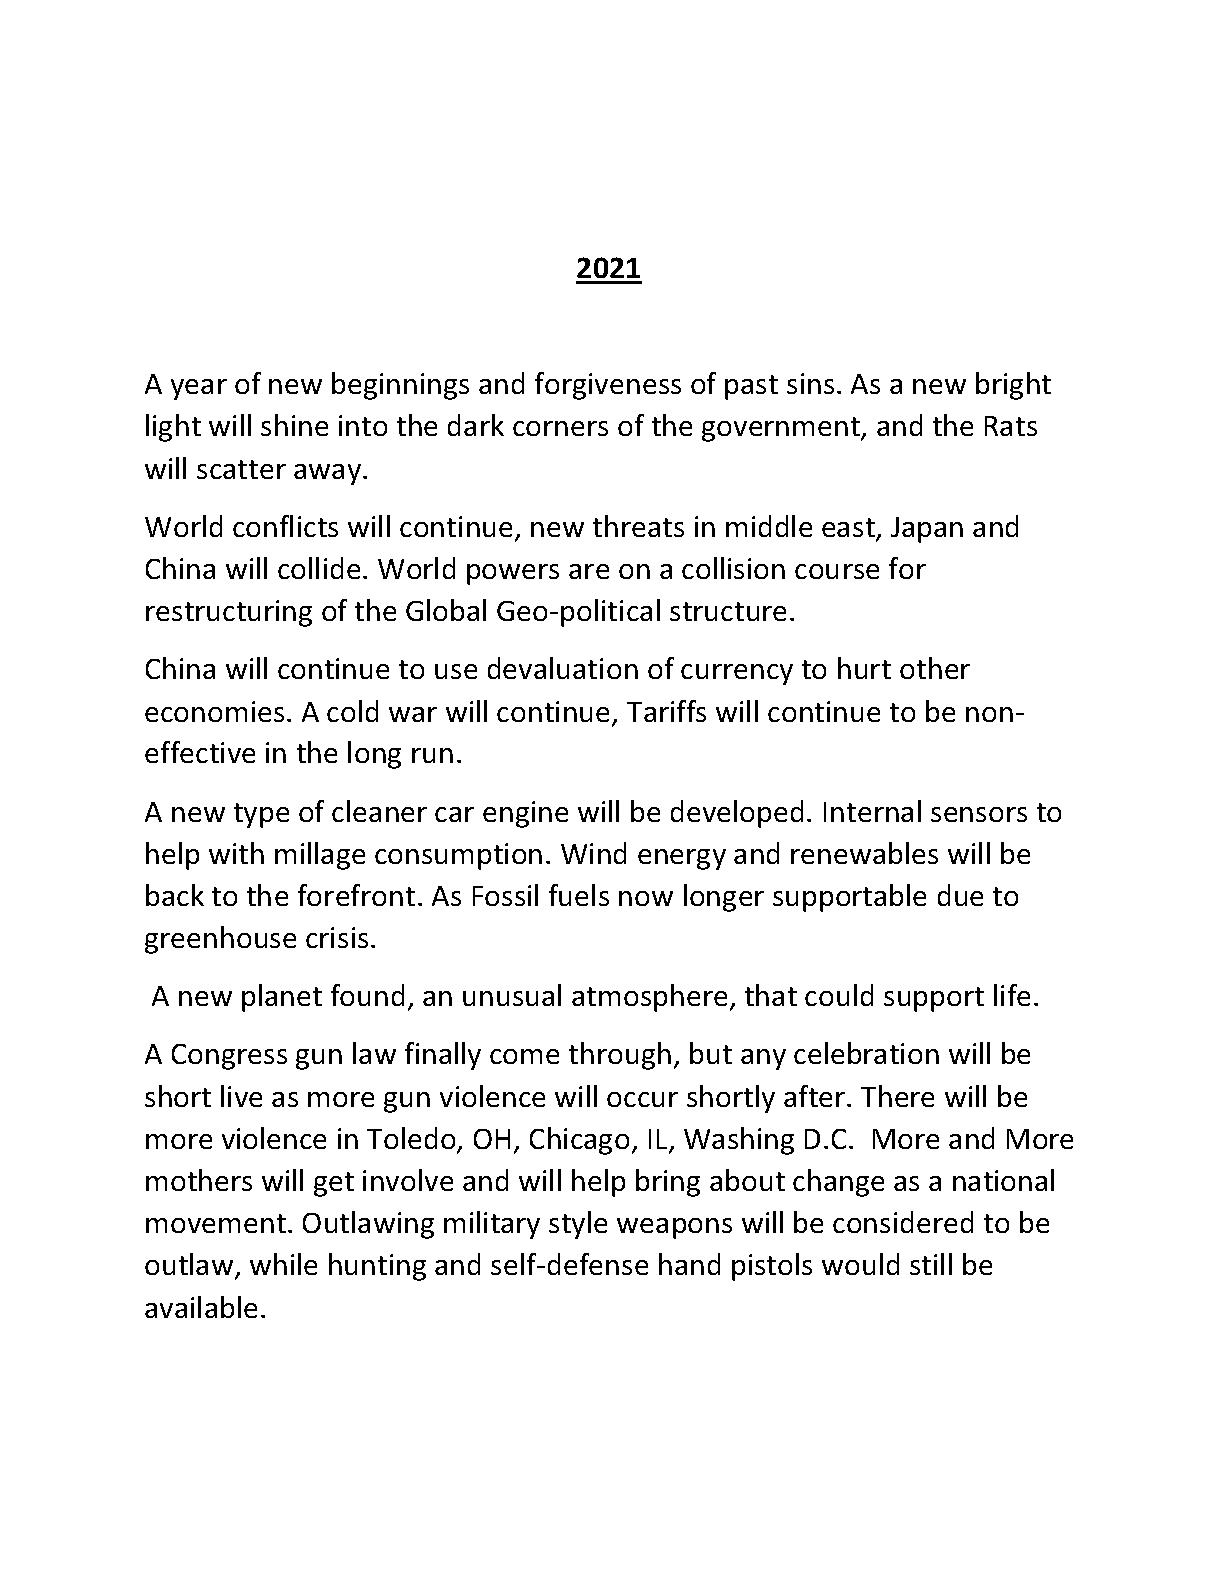 2021
A year of new beginnings and forgiveness of past sins. As a new bright
light will shine into the dark corners of the government, and the Rats
will scatter away.
World conflicts will continue, new threats in middle east, Japan and
China will collide. World powers are on a collision course for
restructuring of the Global Geo-political structure.
China will continue to use devaluation of currency to hurt other
economies. A cold war will continue, Tariffs will continue to be non-
effective in the long run.
A new type of cleaner car engine will be developed. Internal sensors to
help with millage consumption. Wind energy and renewables will be
back to the forefront. As Fossil fuels now longer supportable due to
greenhouse crisis.
A new planet found, an unusual atmosphere, that could support life.
A Congress gun law finally come through, but any celebration will be
short live as more gun violence will occur shortly after. There will be
more violence in Toledo, OH, Chicago, IL, Washing D.C.  More and More
mothers will get involve and will help bring about change as a national
movement. Outlawing military style weapons will be considered to be
outlaw, while hunting and self-defense hand pistols would still be
available.